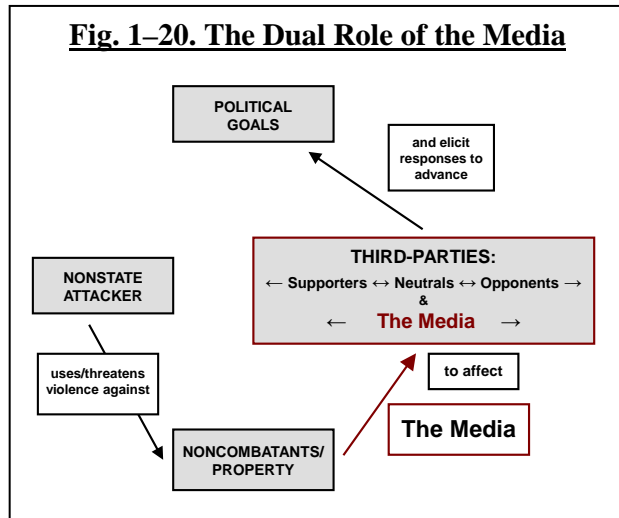 Fig. 1–20. The Dual Role of the Media
POLITICAL
GOALS
and elicit
responses to
advance
THIRD-PARTIES:
← Supporters ↔ Neutrals ↔ Opponents →
&
← The Media →
NONSTATE
ATTACKER
uses/threatens
violence against
to affect
The Media
NONCOMBATANTS/
PROPERTY